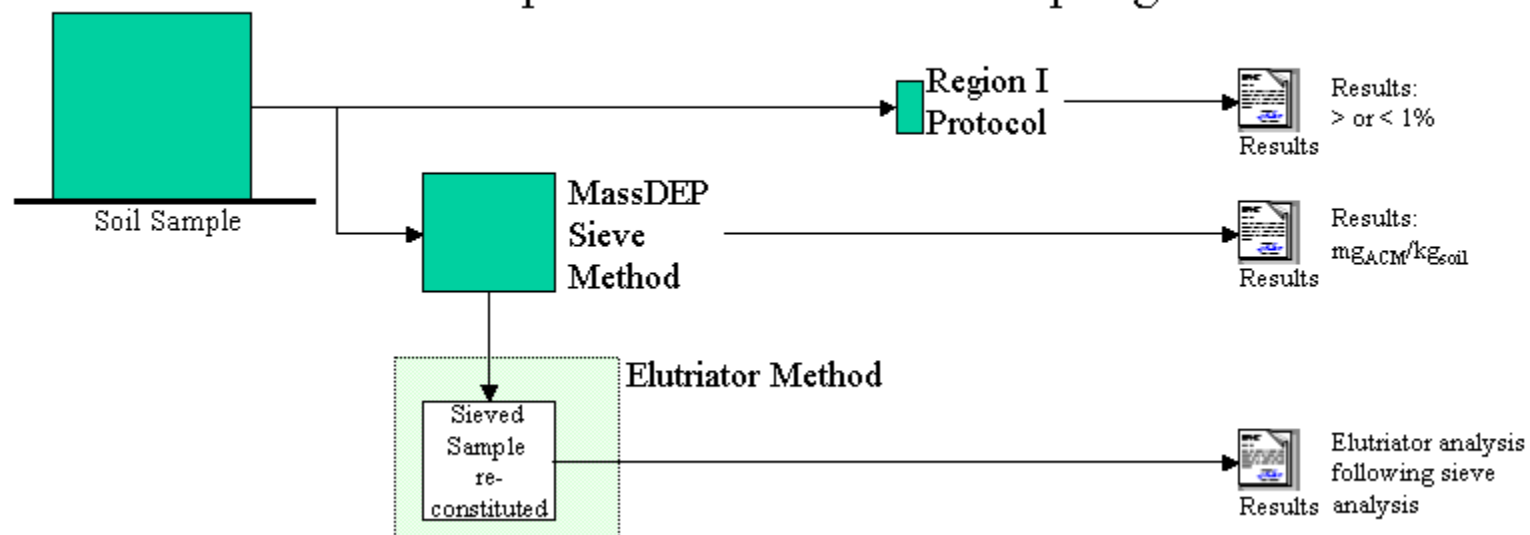 Soil Sample
Region I
Protocol
Results
Results:
> or < 1%
MassDEP
Sieve
Method
Results
Results:
mgACM/kgsoil
Elutriator Method
Sieved
Sample
re-
constituted
Results
Elutriator analysis
following sieve
analysis